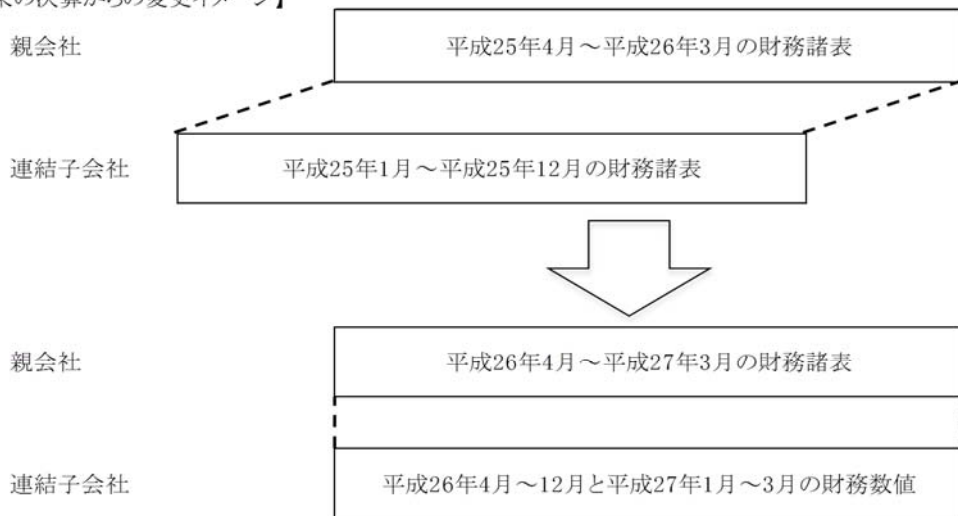 の決算からの変更イメージ】
親会社
平成25年4月～平成26年3月の財務諸表
連結子会社
平成25年1月～平成25年12月の財務諸表
親会社
平成26年4月～平成27年3月の財務諸表
連結子会社
平成26年4月～12月と平成27年1月～3月の財務数値